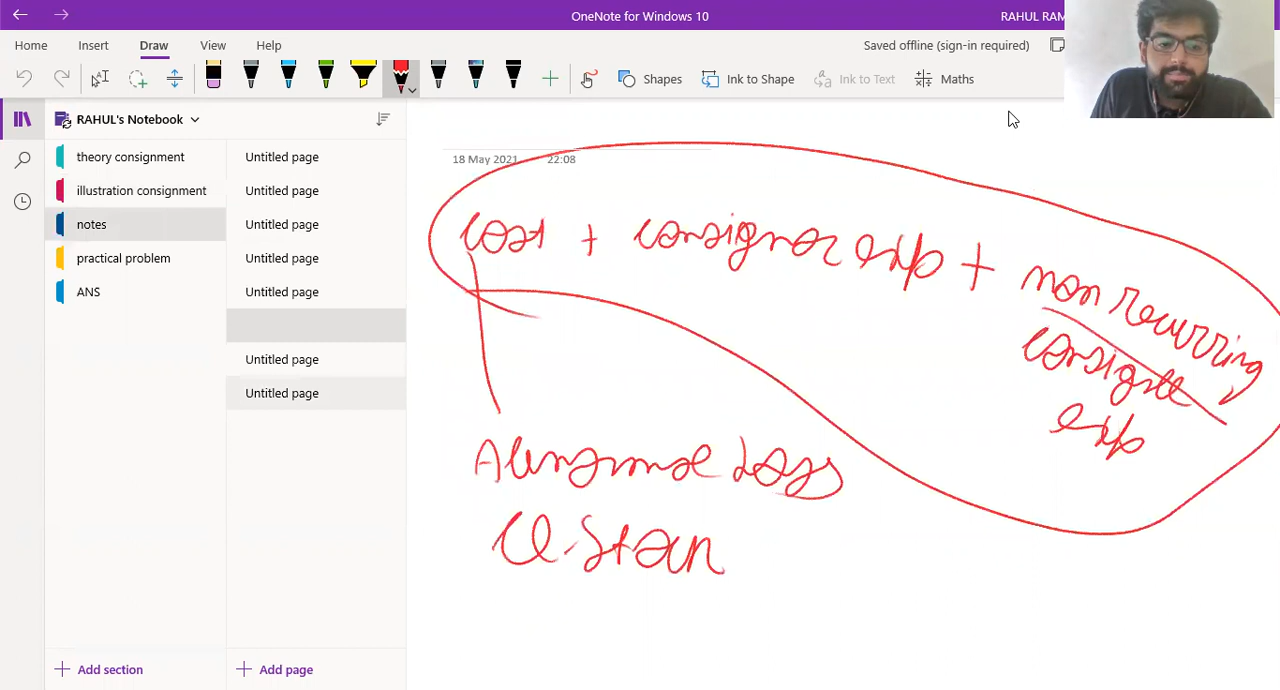 OneNote for Windows 10
RAHUL RAM
Home Insert Draw View Help
Saved offline (sign-in required)
Shapes Ink to Shape Ink to Text Maths
RAHUL's Notebook
theory consignment
illustration consignment
notes
practical problem
ANS
Untitled page
Untitled page
Untitled page
Untitled page
Untitled page
Untitled page
Untitled page
18 May 2021 22:08
cost + consignor exp + non recurring
consignee
exp
Abnormal Loss
Cl. Stock
Add section
Add page